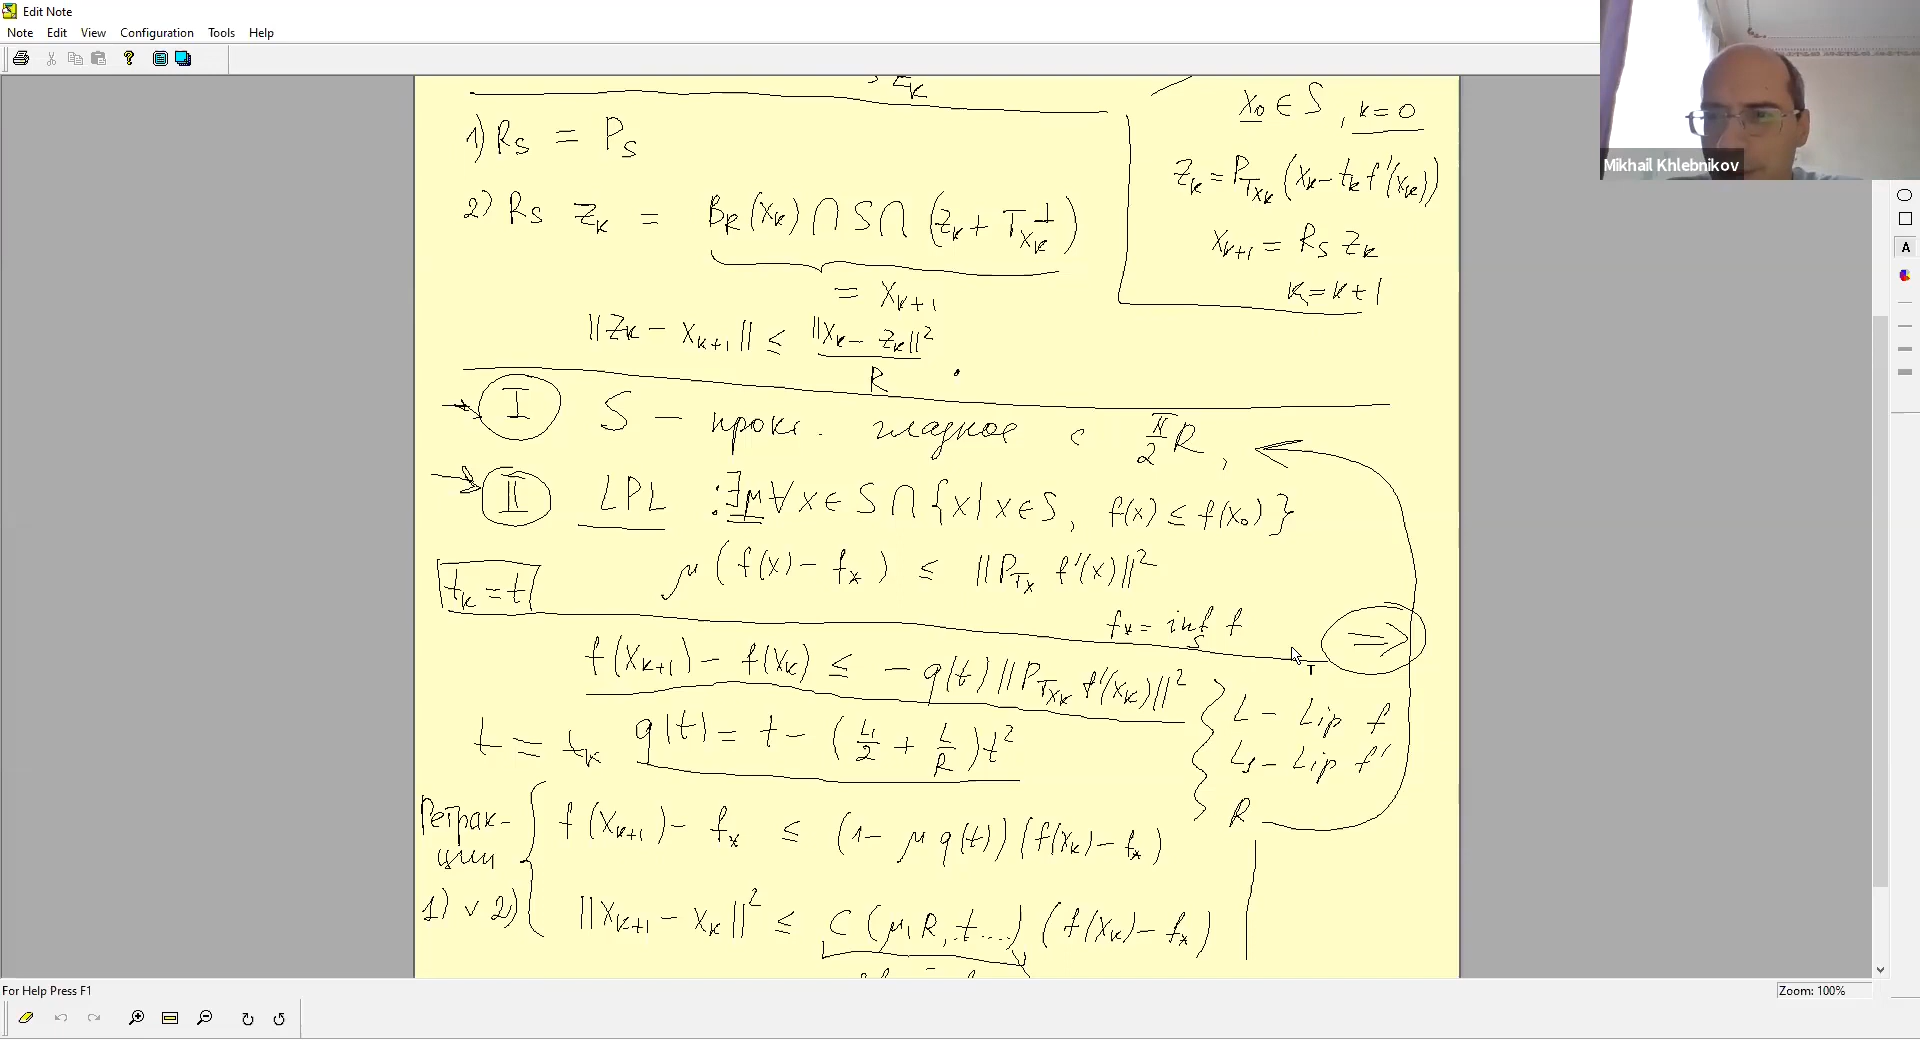 Edit Note
Note Edit View Configuration Tools Help
Mikhail Khlebnikov
z_k
x_0 ∈ S, k=0
1) R_S = P_S
z_k = P_{T_{x_k}} (x_k - t_k f'(x_k))
2) R_S z_k = B_R(x_k) ∩ S ∩ (z_k + T_{x_k}^⊥)
x_{k+1} = R_S z_k
= x_{k+1}
k = k+1
||z_k - x_{k+1}|| ≤ ||x_k - z_k||^2 / R
I S - прокс. гладкое с π/2 R,
II LPL : ∃μ ∀ x ∈ S ∩ {x | x ∈ S, f(x) ≤ f(x_0)}
μ (f(x) - f_*) ≤ ||P_{T_x} f'(x)||^2
t_k = t
f_* = inf_S f
⇒
f(x_{k+1}) - f(x_k) ≤ - q(t) ||P_{T_{x_k}} f'(x_k)||^2
L - Lip f
t = t_k q(t) = t - (L_1/2 + L/R) t^2
L_1 - Lip f'
R
Ретрак-
ции
1) ∨ 2)
f(x_{k+1}) - f_* ≤ (1 - μ q(t)) (f(x_k) - f_*)
||x_{k+1} - x_k||^2 ≤ C (μ, R, t....) (f(x_k) - f_*)
For Help Press F1
Zoom: 100%